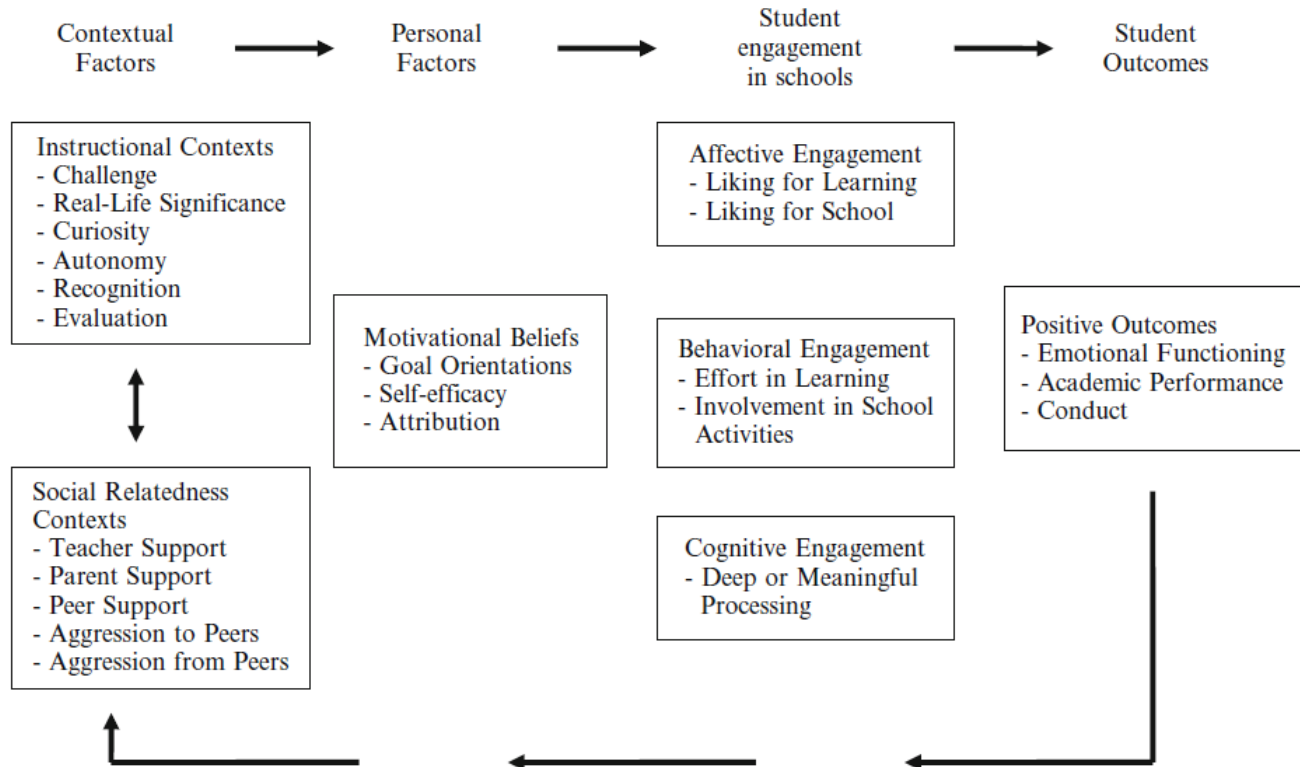 Contextual
Factors
Personal
Factors
Student
engagement
in schools
Student
Outcomes
Instructional Contexts
- Challenge
- Real-Life Significance
- Curiosity
- Autonomy
- Recognition
- Evaluation
Social Relatedness
Contexts
- Teacher Support
- Parent Support
- Peer Support
- Aggression to Peers
- Aggression from Peers
Motivational Beliefs
- Goal Orientations
- Self-efficacy
- Attribution
Affective Engagement
- Liking for Learning
- Liking for School
Behavioral Engagement
- Effort in Learning
- Involvement in School
Activities
Cognitive Engagement
- Deep or Meaningful
Processing
Positive Outcomes
- Emotional Functioning
- Academic Performance
- Conduct